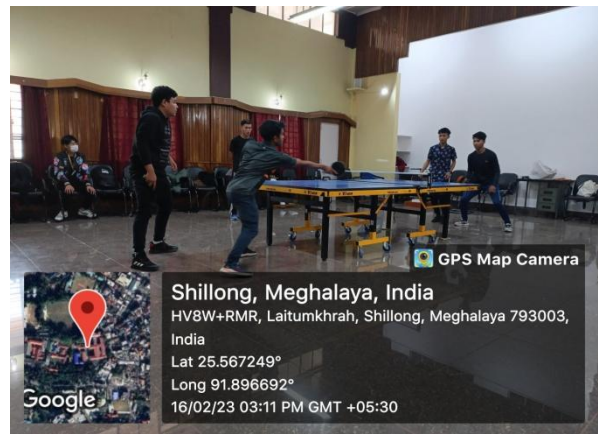 GPS Map Camera
Shillong, Meghalaya, India
HV8W+RMR, Laitumkhrah, Shillong, Meghalaya 793003,
India
Lat 25.567249°
Long 91.896692°
16/02/23 03:11 PM GMT +05:30
Google